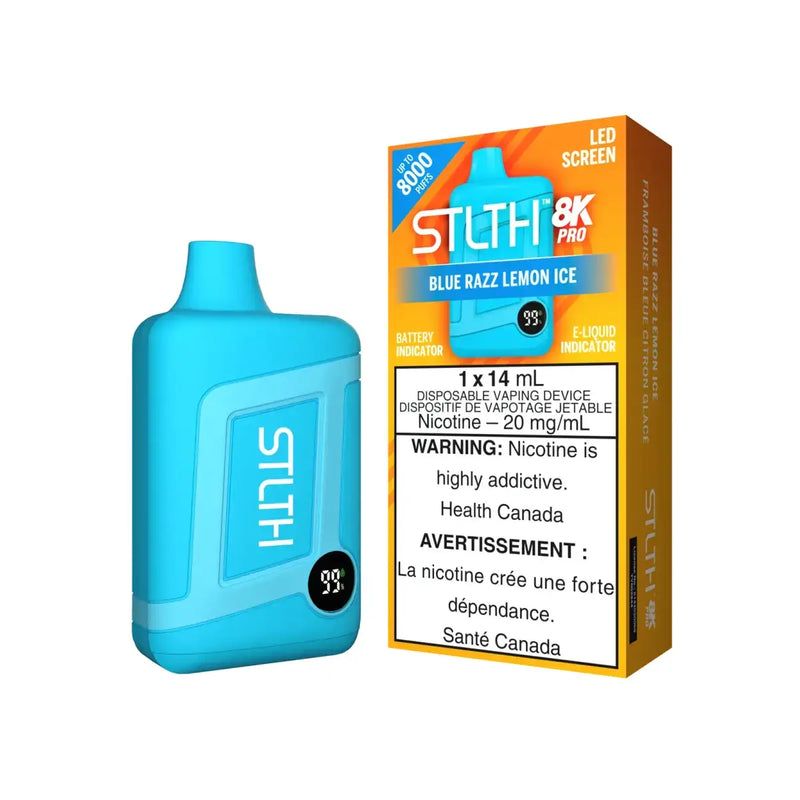 STLTH
99%
UP TO
8000
PUFFS
LED
SCREEN
STLTH™ 8K
PRO
BLUE RAZZ LEMON ICE
99%
BATTERY
INDICATOR
E-LIQUID
INDICATOR
1 x 14 mL
DISPOSABLE VAPING DEVICE
DISPOSITIF DE VAPOTAGE JETABLE
Nicotine – 20 mg/mL
WARNING: Nicotine is
highly addictive.
Health Canada
AVERTISSEMENT :
La nicotine crée une forte
dépendance.
Santé Canada
BLUE RAZZ LEMON ICE
FRAMBOISE BLEUE CITRON GLACE
STLTH 8K
PRO